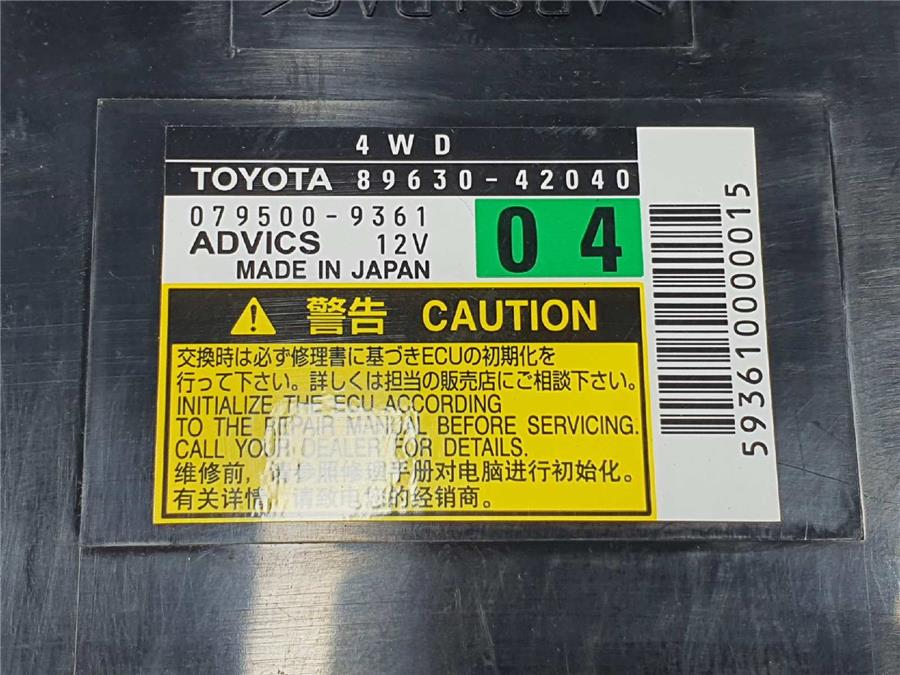 4WD
TOYOTA 89630-42040
079500-9361
04
ADVICS 12V
MADE IN JAPAN
5936100000015
警告 CAUTION
交換時は必ず修理書に基づきECUの初期化を
行って下さい。詳しくは担当の販売店にご相談下さい。
INITIALIZE THE ECU ACCORDING
TO THE REPAIR MANUAL BEFORE SERVICING.
CALL YOUR DEALER FOR DETAILS.
维修前，请参照修理手册对电脑进行初始化。
有关详情，请致电您的经销商。